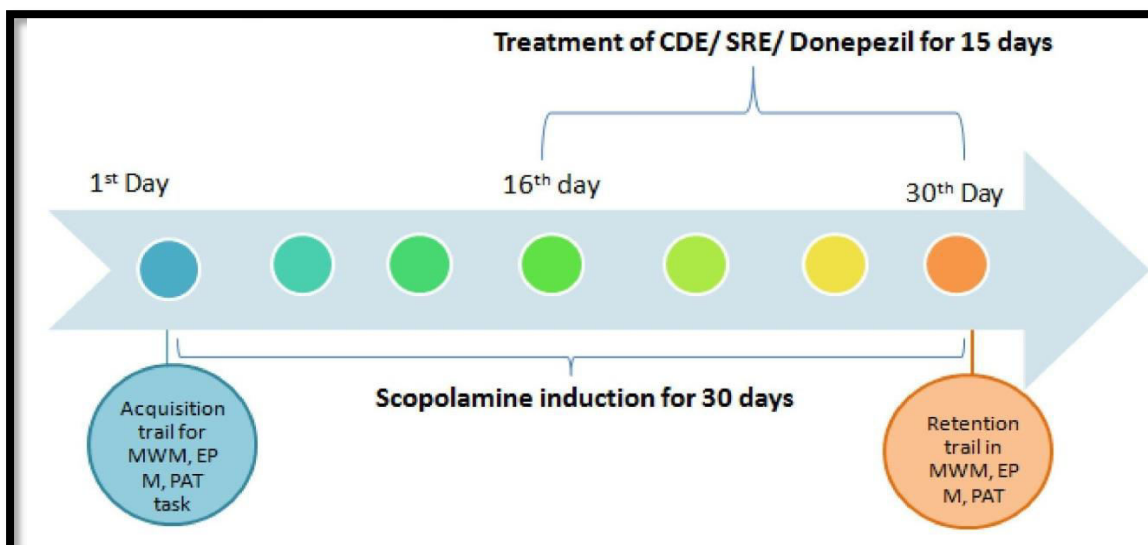 Treatment of CDE/ SRE/ Donepezil for 15 days
1st Day
16th day
30th Day
Scopolamine induction for 30 days
Acquisition
trail for
MWM, EP
M, PAT
task
Retention
trail in
MWM, EP
M, PAT